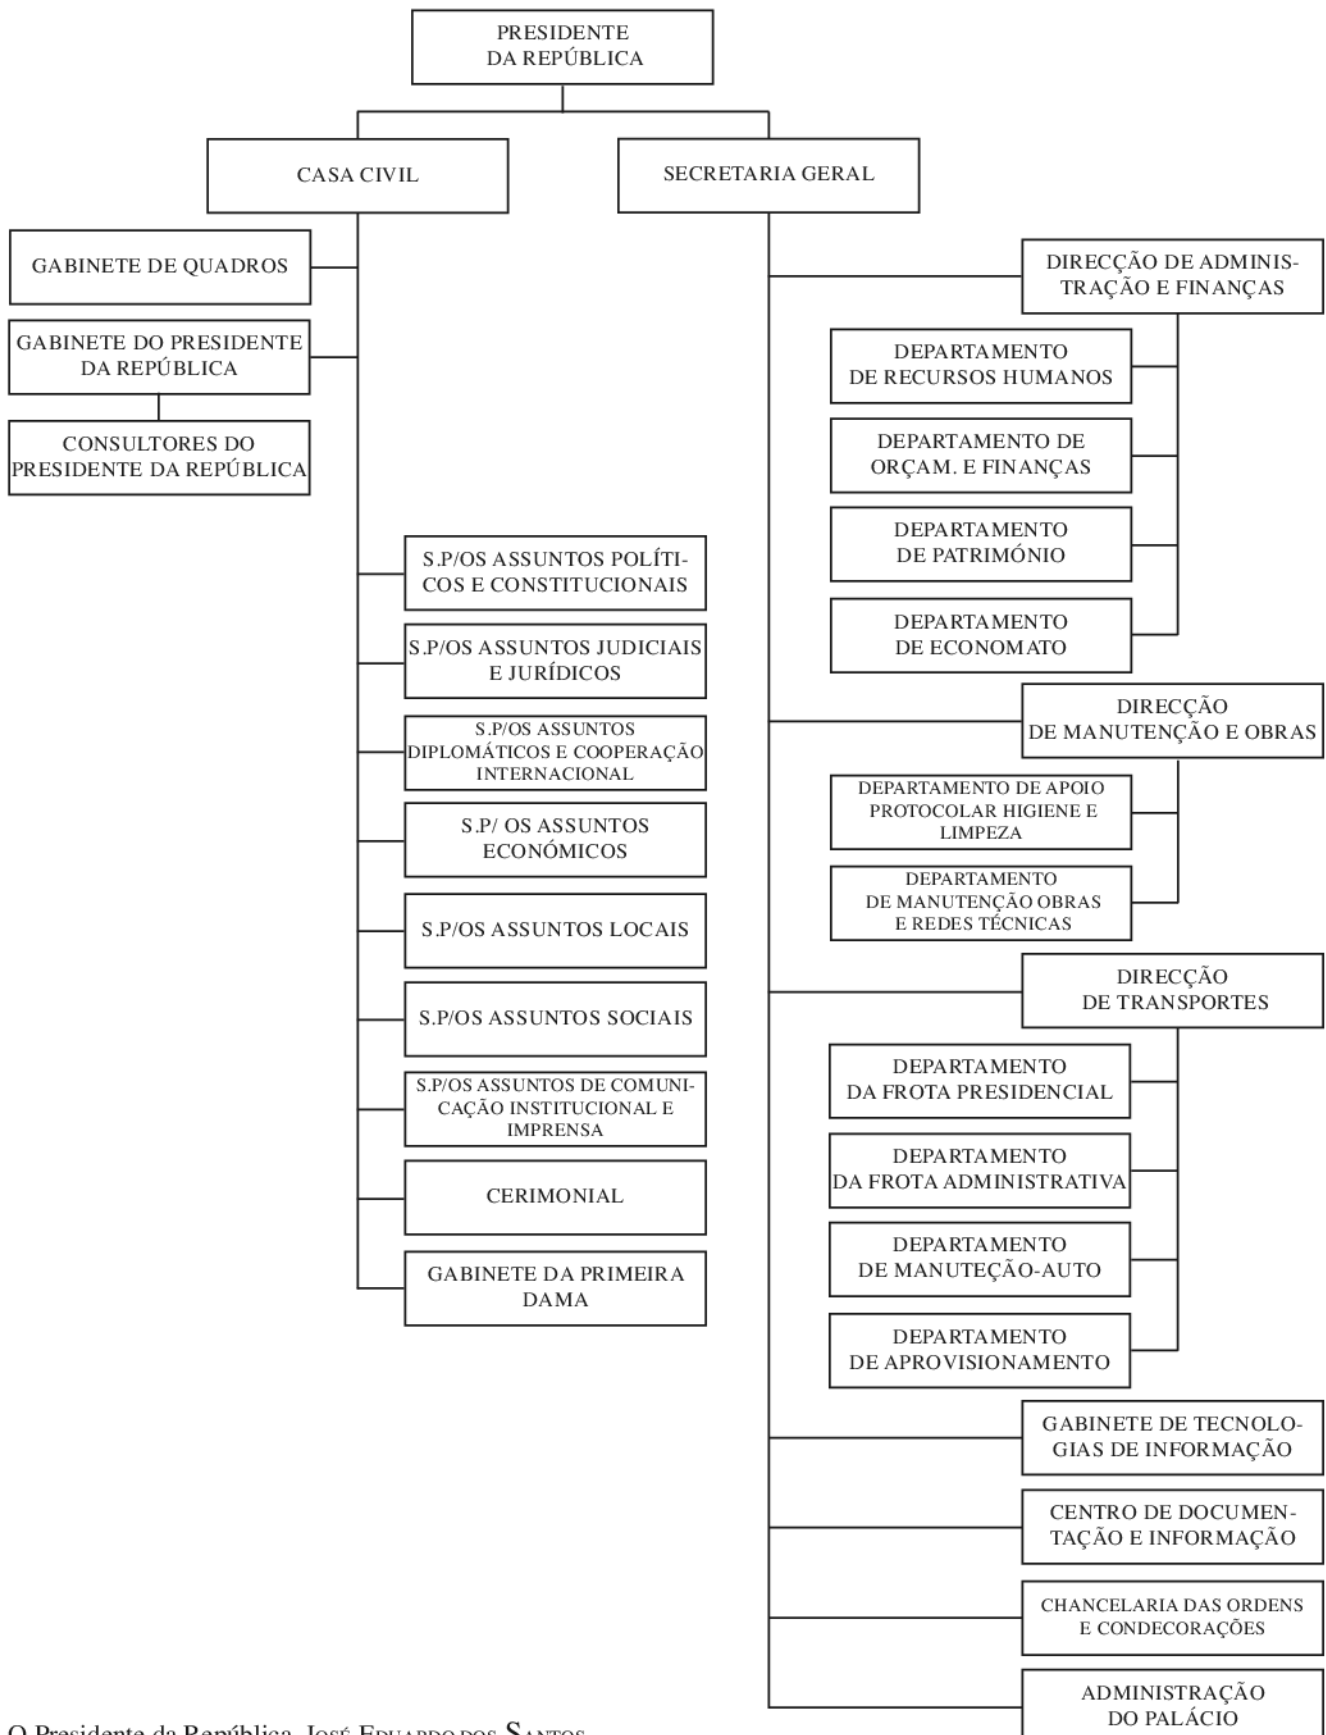 PRESIDENTE
DA REPÚBLICA
CASA CIVIL
SECRETARIA GERAL
GABINETE DE QUADROS
GABINETE DO PRESIDENTE
DA REPÚBLICA
CONSULTORES DO
PRESIDENTE DA REPÚBLICA
S.P/OS ASSUNTOS POLÍTI-
COS E CONSTITUCIONAIS
S.P/OS ASSUNTOS JUDICIAIS
E JURÍDICOS
S.P/OS ASSUNTOS
DIPLOMÁTICOS E COOPERAÇÃO
INTERNACIONAL
S.P/ OS ASSUNTOS
ECONÓMICOS
S.P/OS ASSUNTOS LOCAIS
S.P/OS ASSUNTOS SOCIAIS
S.P/OS ASSUNTOS DE COMUNI-
CAÇÃO INSTITUCIONAL E
IMPRENSA
CERIMONIAL
GABINETE DA PRIMEIRA
DAMA
DIRECÇÃO DE ADMINIS-
TRAÇÃO E FINANÇAS
DEPARTAMENTO
DE RECURSOS HUMANOS
DEPARTAMENTO DE
ORÇAM. E FINANÇAS
DEPARTAMENTO
DE PATRIMÓNIO
DEPARTAMENTO
DE ECONOMATO
DIRECÇÃO
DE MANUTENÇÃO E OBRAS
DEPARTAMENTO DE APOIO
PROTOCOLAR HIGIENE E
LIMPEZA
DEPARTAMENTO
DE MANUTENÇÃO OBRAS
E REDES TÉCNICAS
DIRECÇÃO
DE TRANSPORTES
DEPARTAMENTO
DA FROTA PRESIDENCIAL
DEPARTAMENTO
DA FROTA ADMINISTRATIVA
DEPARTAMENTO
DE MANUTEÇÃO-AUTO
DEPARTAMENTO
DE APROVISIONAMENTO
GABINETE DE TECNOLO-
GIAS DE INFORMAÇÃO
CENTRO DE DOCUMEN-
TAÇÃO E INFORMAÇÃO
CHANCELARIA DAS ORDENS
E CONDECORAÇÕES
ADMINISTRAÇÃO
DO PALÁCIO
O Presidente da República, JOSÉ EDUARDO DOS SANTOS